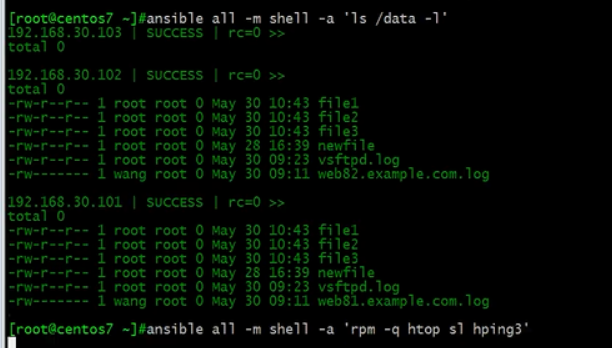 [root@centos7 ~]#ansible all -m shell -a 'ls /data -l'
192.168.30.103 | SUCCESS | rc=0 >>
total 0
192.168.30.102 | SUCCESS | rc=0 >>
total 0
-rw-r--r-- 1 root root 0 May 30 10:43 file1
-rw-r--r-- 1 root root 0 May 30 10:43 file2
-rw-r--r-- 1 root root 0 May 30 10:43 file3
-rw-r--r-- 1 root root 0 May 28 16:39 newfile
-rw-r--r-- 1 root root 0 May 30 09:23 vsftpd.log
-rw------- 1 wang root 0 May 30 09:11 web82.example.com.log
192.168.30.101 | SUCCESS | rc=0 >>
total 0
-rw-r--r-- 1 root root 0 May 30 10:43 file1
-rw-r--r-- 1 root root 0 May 30 10:43 file2
-rw-r--r-- 1 root root 0 May 30 10:43 file3
-rw-r--r-- 1 root root 0 May 28 16:39 newfile
-rw-r--r-- 1 root root 0 May 30 09:23 vsftpd.log
-rw------- 1 wang root 0 May 30 09:11 web81.example.com.log
[root@centos7 ~]#ansible all -m shell -a 'rpm -q htop sl hping3'